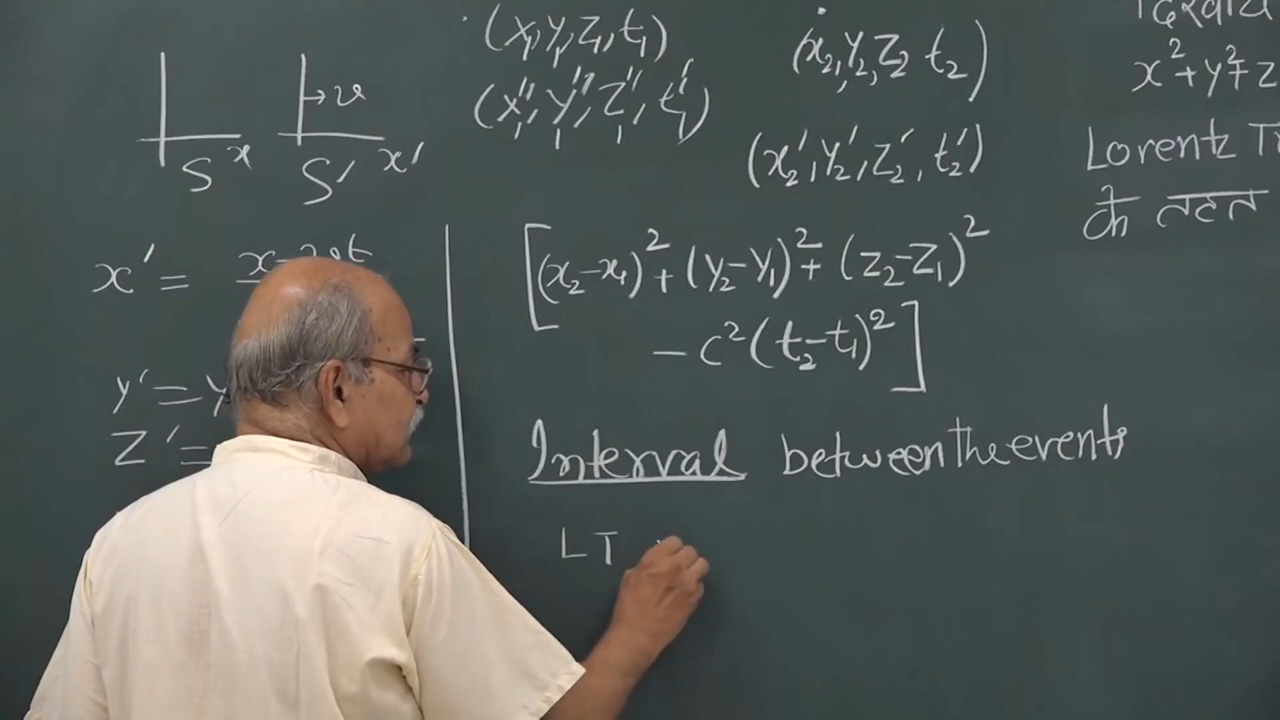 (x₁, y₁, z₁, t₁)
(x₁', y₁', z₁', t₁')
(x₂, y₂, z₂ t₂)
(x₂', y₂', z₂', t₂')
→v
S x
S' x'
x' =
y' = y
z' =
[(x₂-x₁)² + (y₂-y₁)² + (z₂-z₁)²
- c²(t₂-t₁)²]
Interval between the events
LT
x² + y² + z
Lorentz T
के तहत